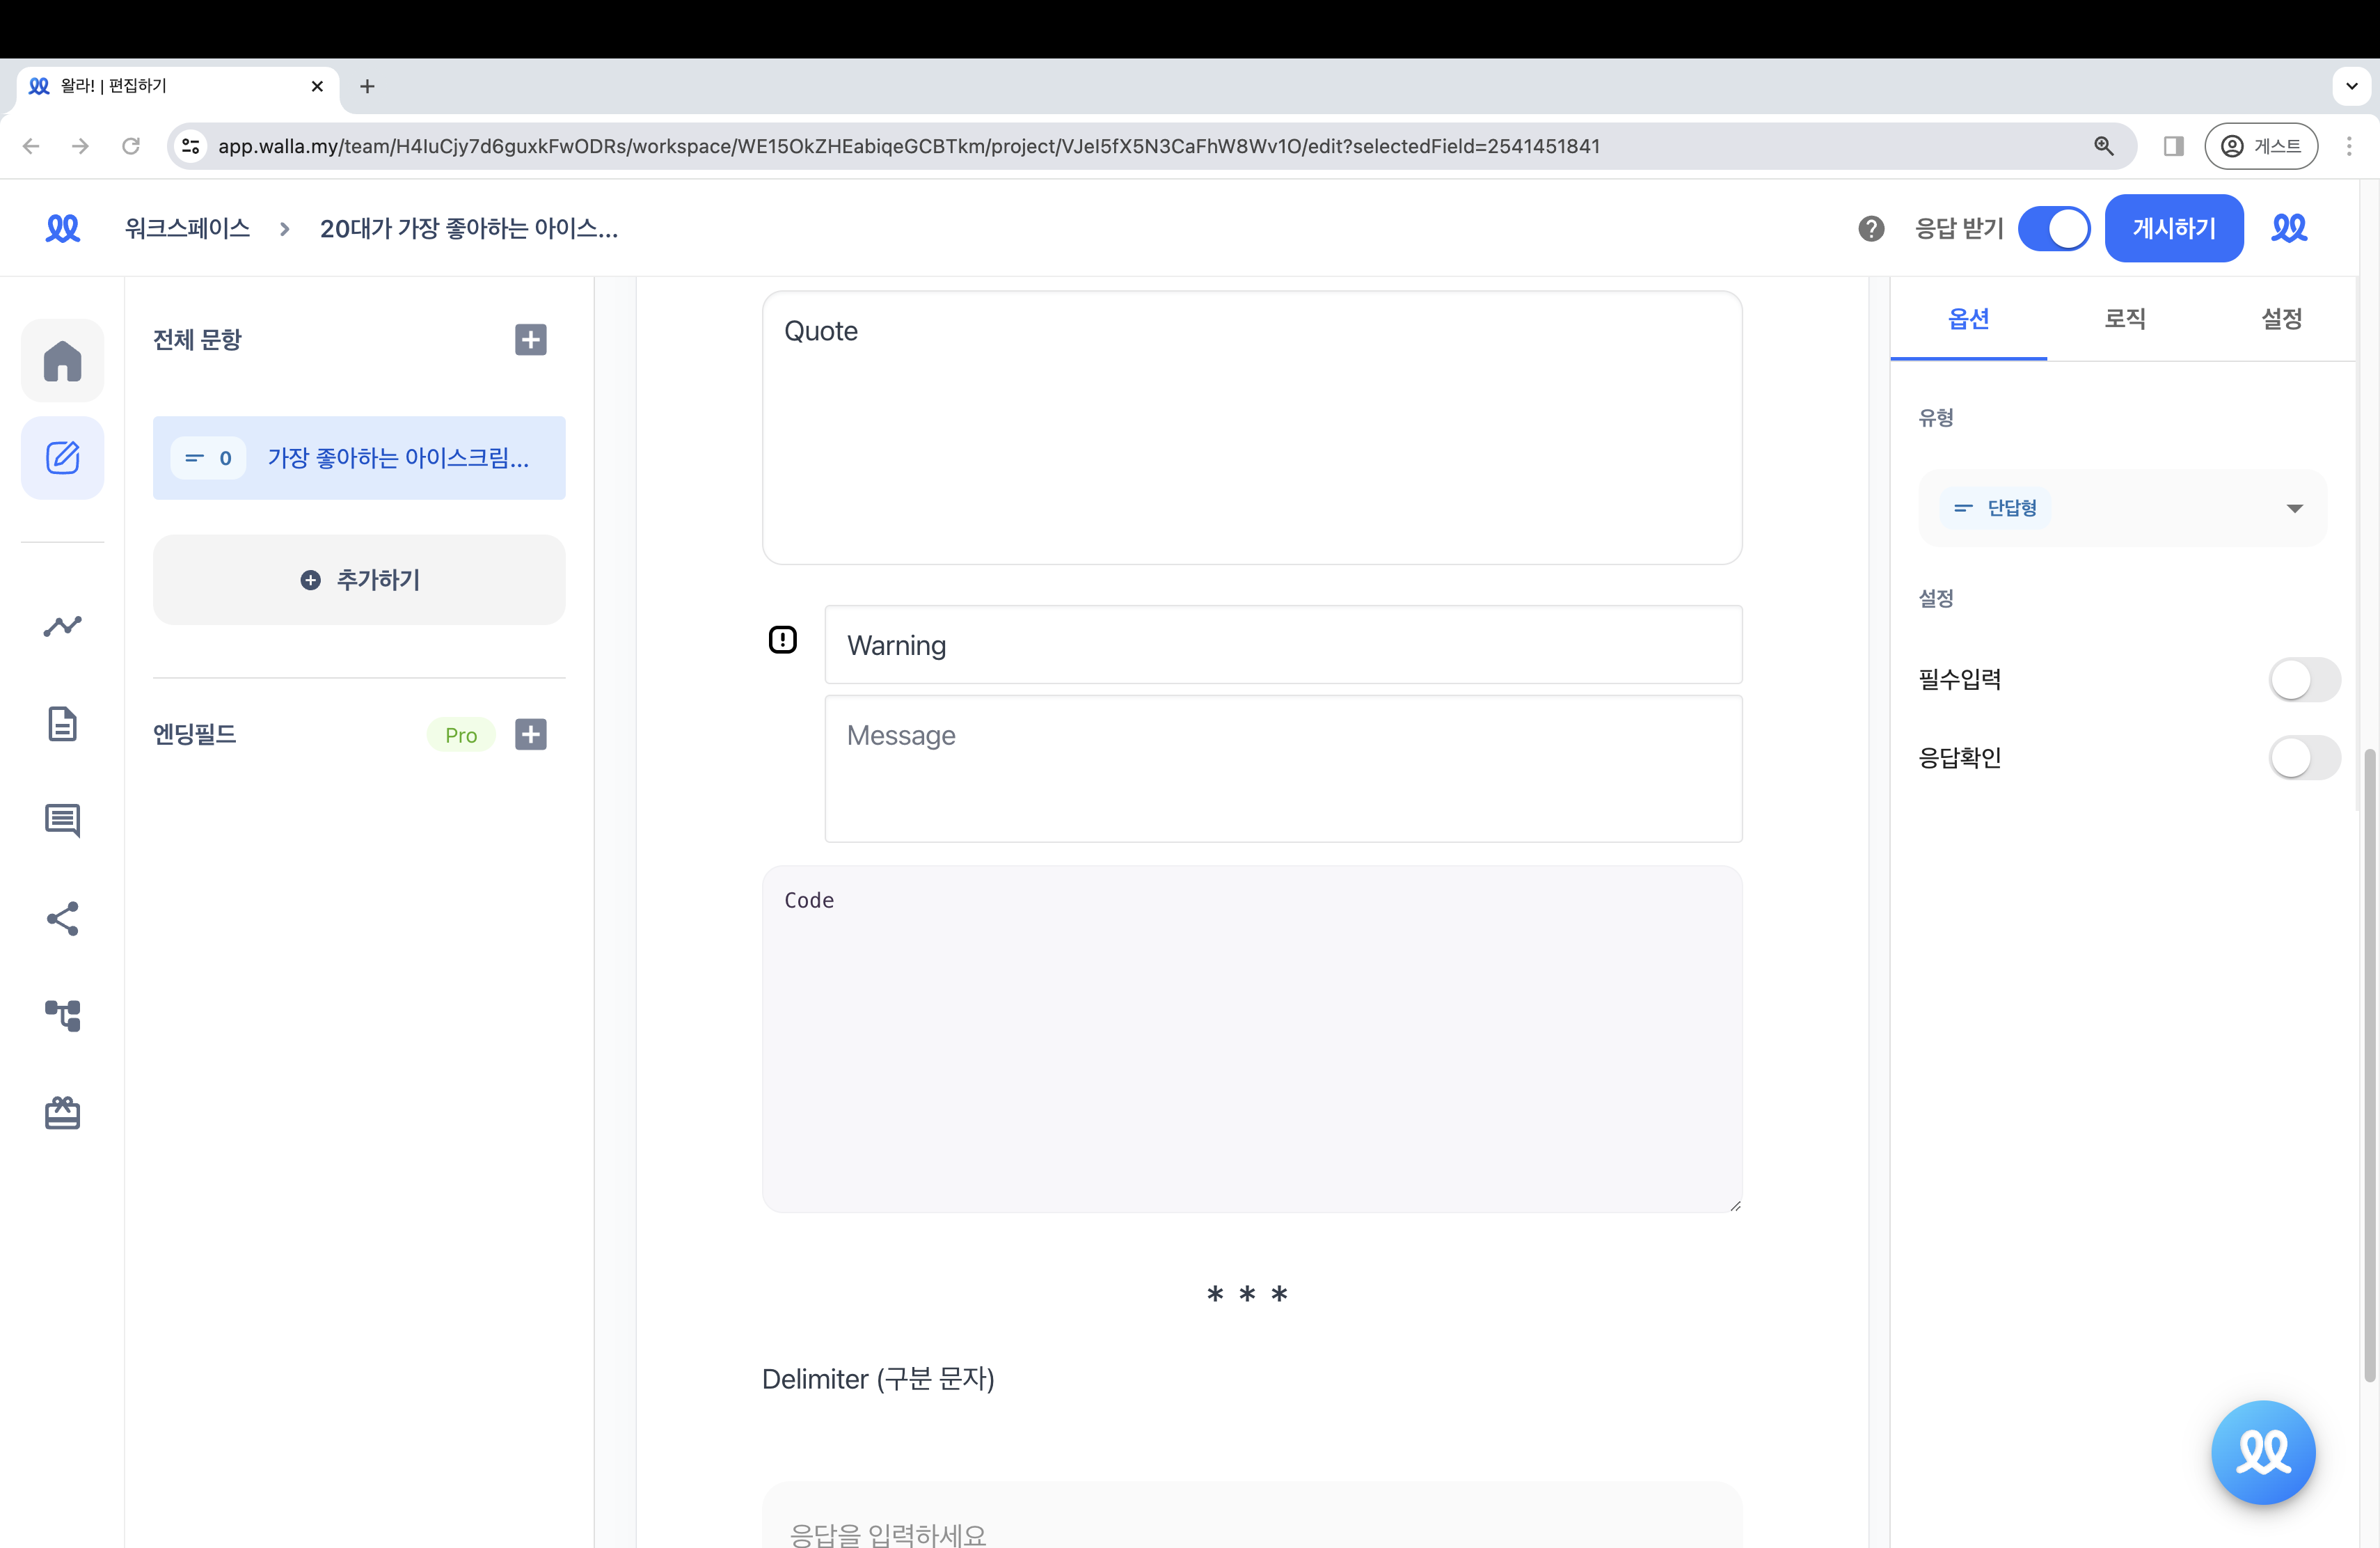 왈라! | 편집하기
app.walla.my/team/H4IuCjy7d6guxkFwODRs/workspace/WE15OkZHEabiqeGCBTkm/project/VJeI5fX5N3CaFhW8Wv1O/edit?selectedField=2541451841
게스트
워크스페이스
20대가 가장 좋아하는 아이스...
응답 받기
게시하기
전체 문항
0 가장 좋아하는 아이스크림...
추가하기
엔딩필드
Pro
Quote
Warning
Message
Code
* * *
Delimiter (구분 문자)
응답을 입력하세요
옵션
로직
설정
유형
단답형
설정
필수입력
응답확인